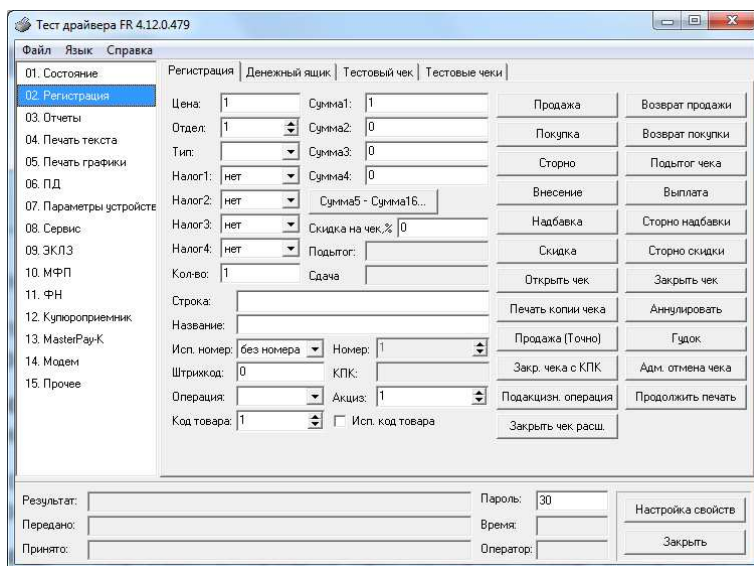 Тест драйвера FR 4.12.0.479
Файл Язык Справка
01. Состояние
02. Регистрация
03. Отчеты
04. Печать текста
05. Печать графики
06. ПД
07. Параметры устройств
08. Сервис
09. ЭКЛЗ
10. МФП
11. ФН
12. Купюроприемник
13. MasterPay-K
14. Модем
15. Прочее
Регистрация Денежный ящик Тестовый чек Тестовые чеки
Цена: 1 Сумма1: 1
Отдел: 1 Сумма2: 0
Тип: Сумма3: 0
Налог1: нет Сумма4: 0
Налог2: нет Сумма5 - Сумма16...
Налог3: нет Скидка на чек,% 0
Налог4: нет Подытог:
Кол-во: 1 Сдача
Строка:
Название:
Исп. номер: без номера Номер: 1
Штрихкод: 0 КПК:
Операция: Акциз: 1
Код товара: 1 Исп. код товара
Продажа Возврат продажи
Покупка Возврат покупки
Сторно Подытог чека
Внесение Выплата
Надбавка Сторно надбавки
Скидка Сторно скидки
Открыть чек Закрыть чек
Печать копии чека Аннулировать
Продажа (Точно) Гудок
Закр. чека с КПК Адм. отмена чека
Подакцизн. операция Продолжить печать
Закрыть чек расш.
Результат: Пароль: 30 Настройка свойств
Передано: Время:
Принято: Оператор: Закрыть